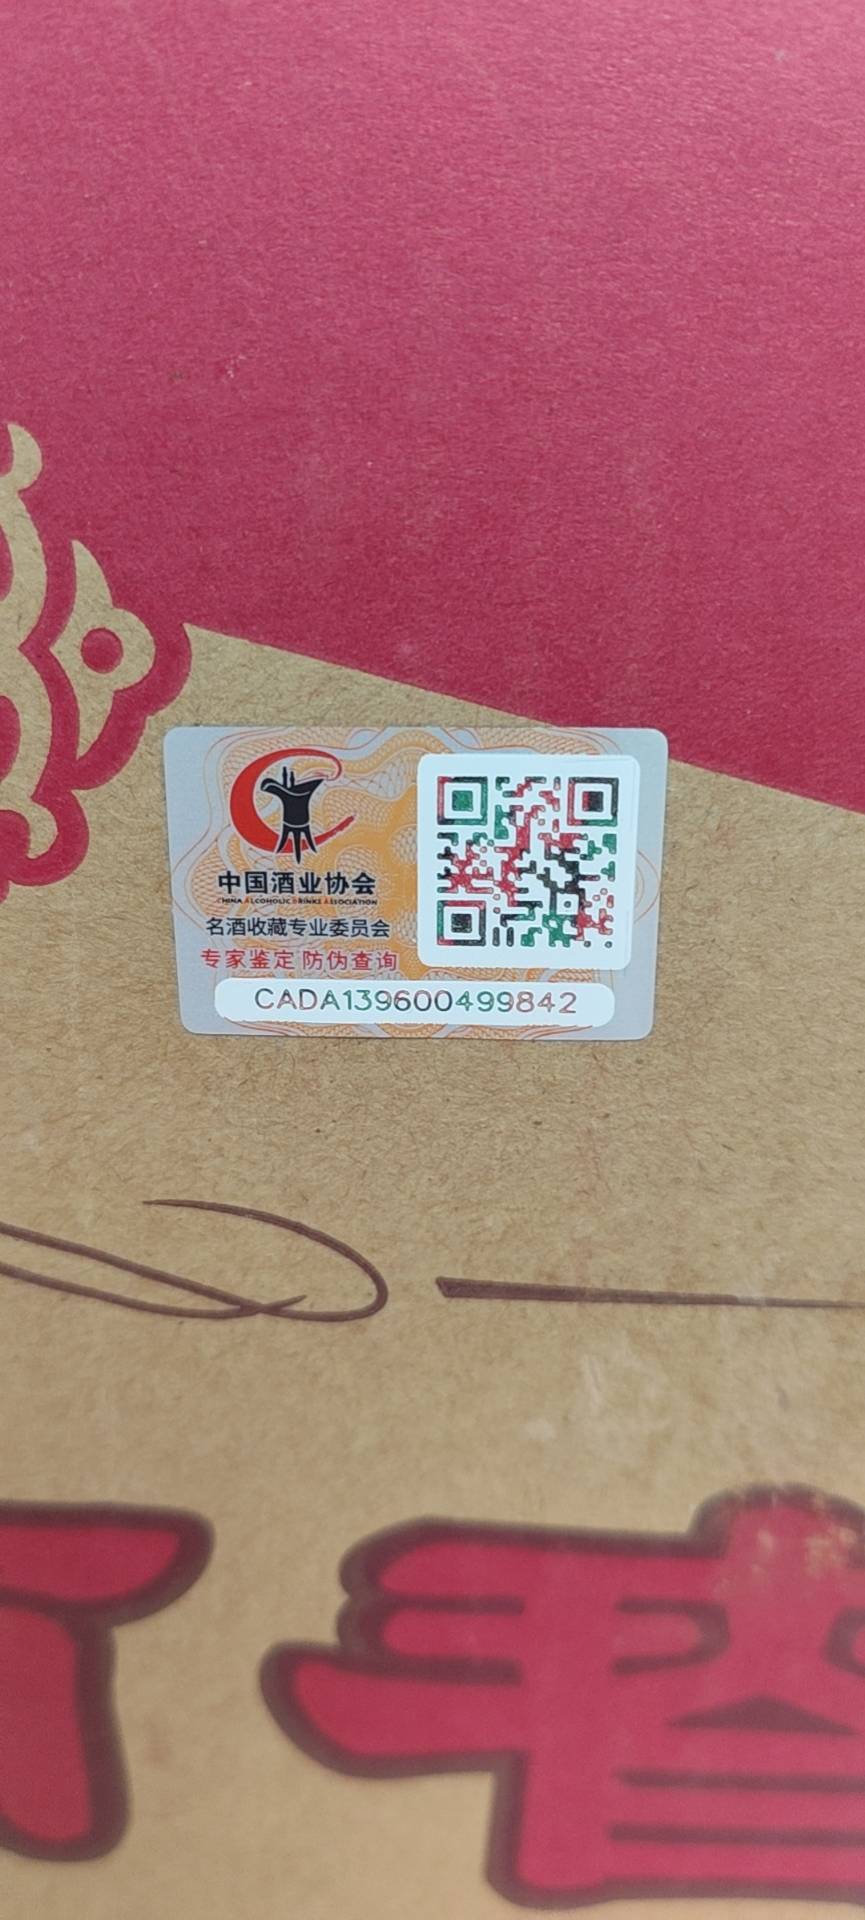 中国酒业协会
CHINA ALCOHOLIC DRINKS ASSOCIATION
名酒收藏专业委员会
专家鉴定 防伪查询
CADA139600499842